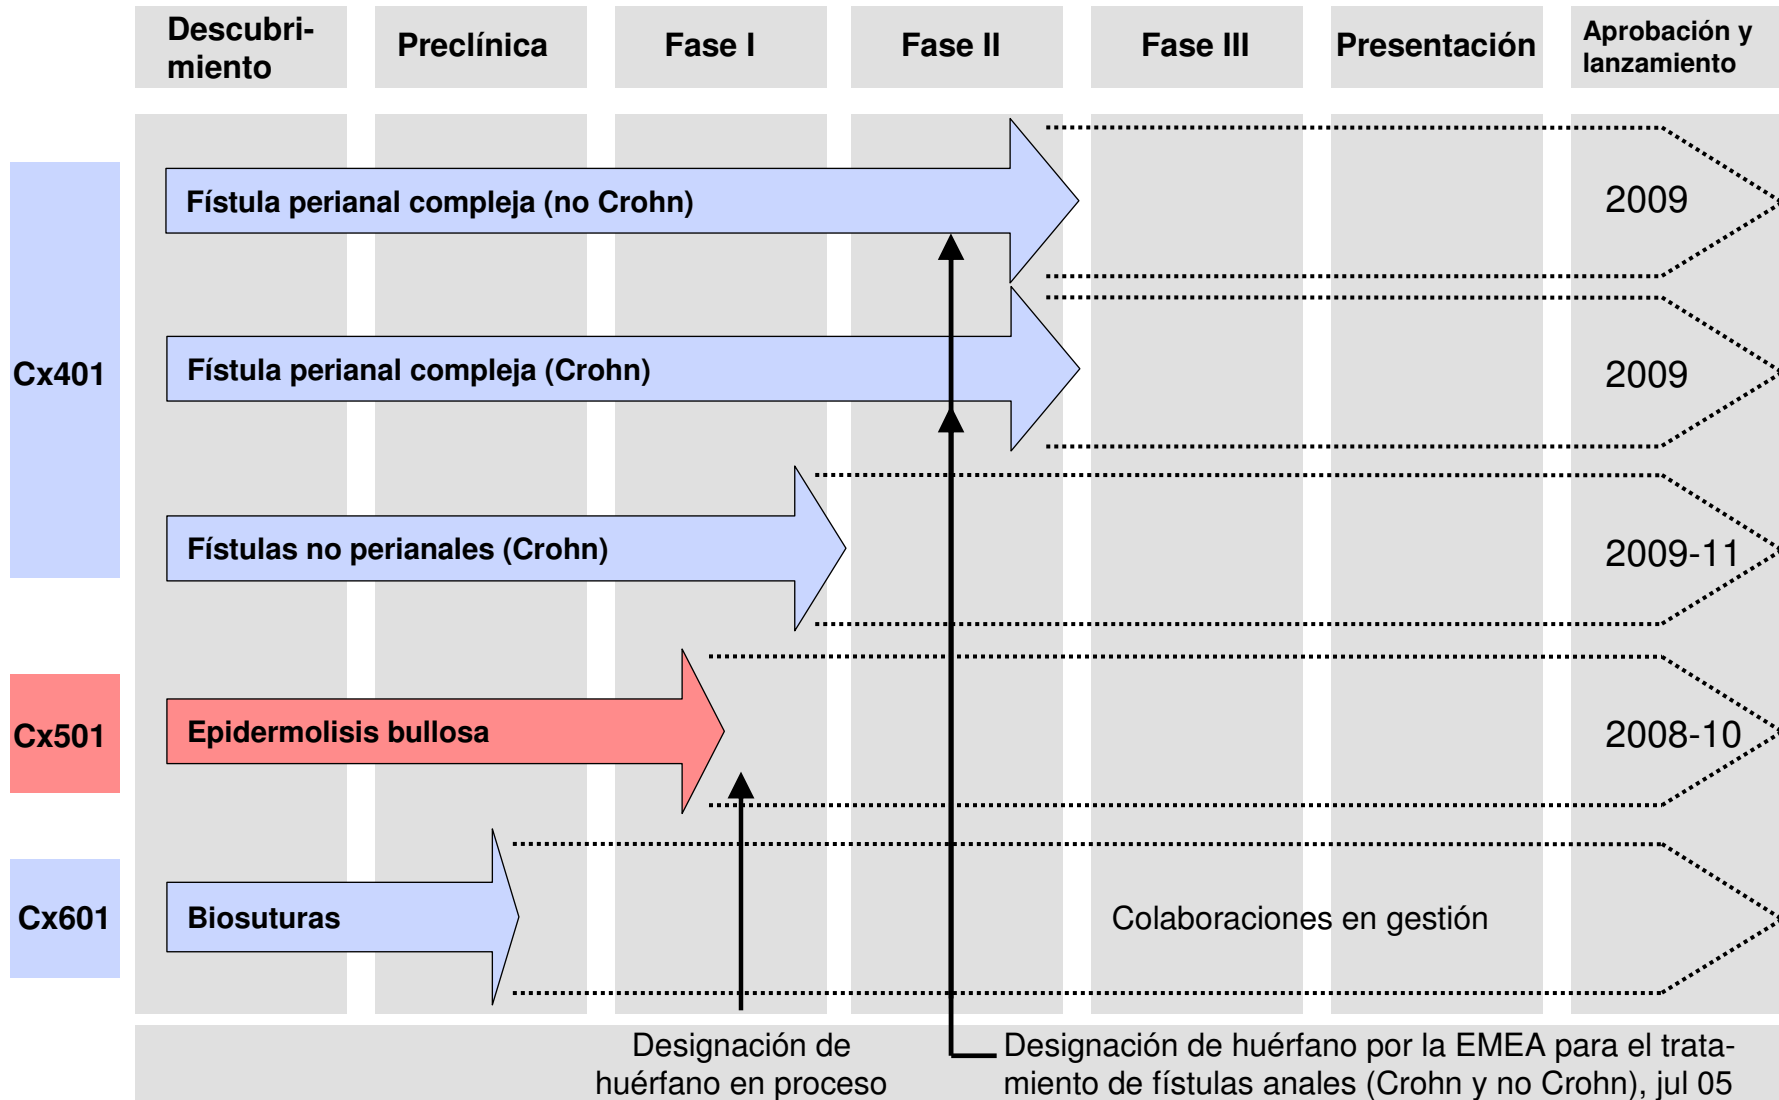 Descubri-
miento
Preclínica
Fase I
Fase II
Fase III
Presentación
Aprobación y
lanzamiento
Cx401
Fístula perianal compleja (no Crohn)
2009
Fístula perianal compleja (Crohn)
2009
Fístulas no perianales (Crohn)
2009-11
Cx501
Epidermolisis bullosa
2008-10
Cx601
Biosuturas
Colaboraciones en gestión
Designación de
huérfano en proceso
Designación de huérfano por la EMEA para el trata-
miento de fístulas anales (Crohn y no Crohn), jul 05